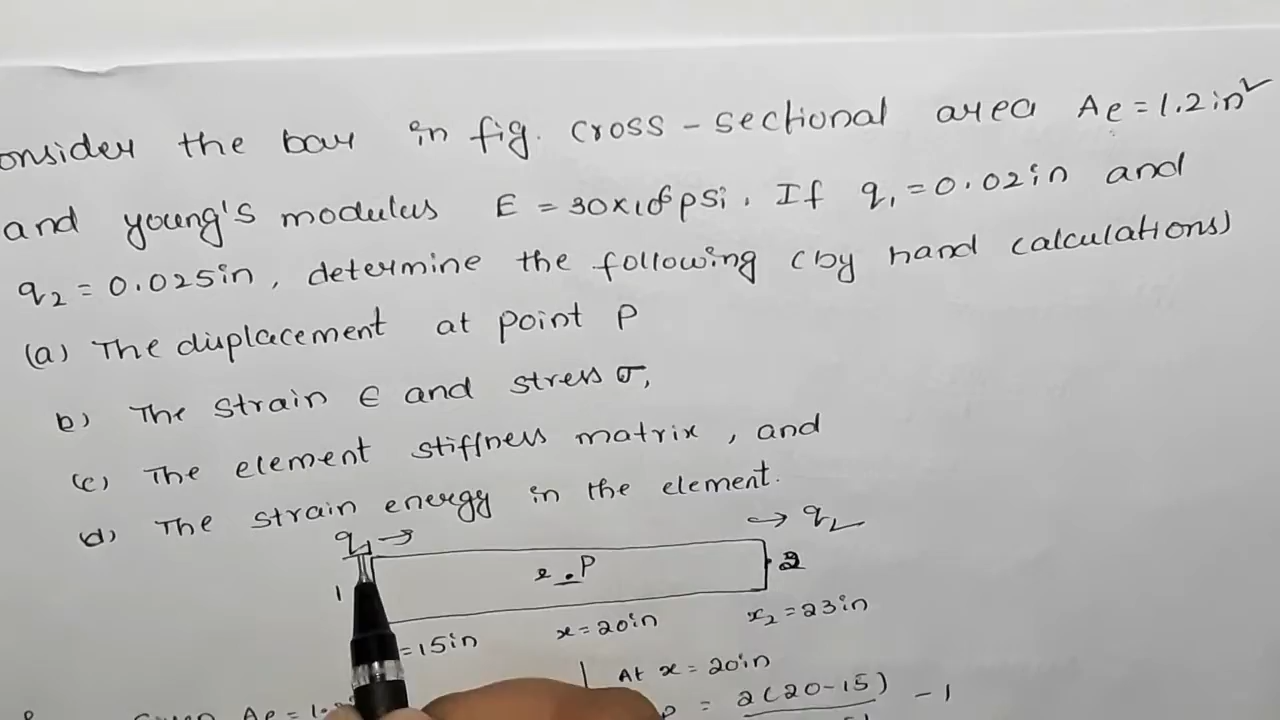 onsider the bar in fig. cross-sectional area Ae = 1.2in²
and young's modulus E = 30×10⁶psi. If q₁ = 0.02in and
q₂ = 0.025in, determine the following (by hand calculations)
(a) The displacement at point P
b) The strain ε and stress σ,
(c) The element stiffness matrix, and
d) The strain energy in the element.
q₁ → → q₂
1 e . P 2
= 15in x = 20in x₂ = 23in
At x = 20in
Ae = = 2(20-15) - 1